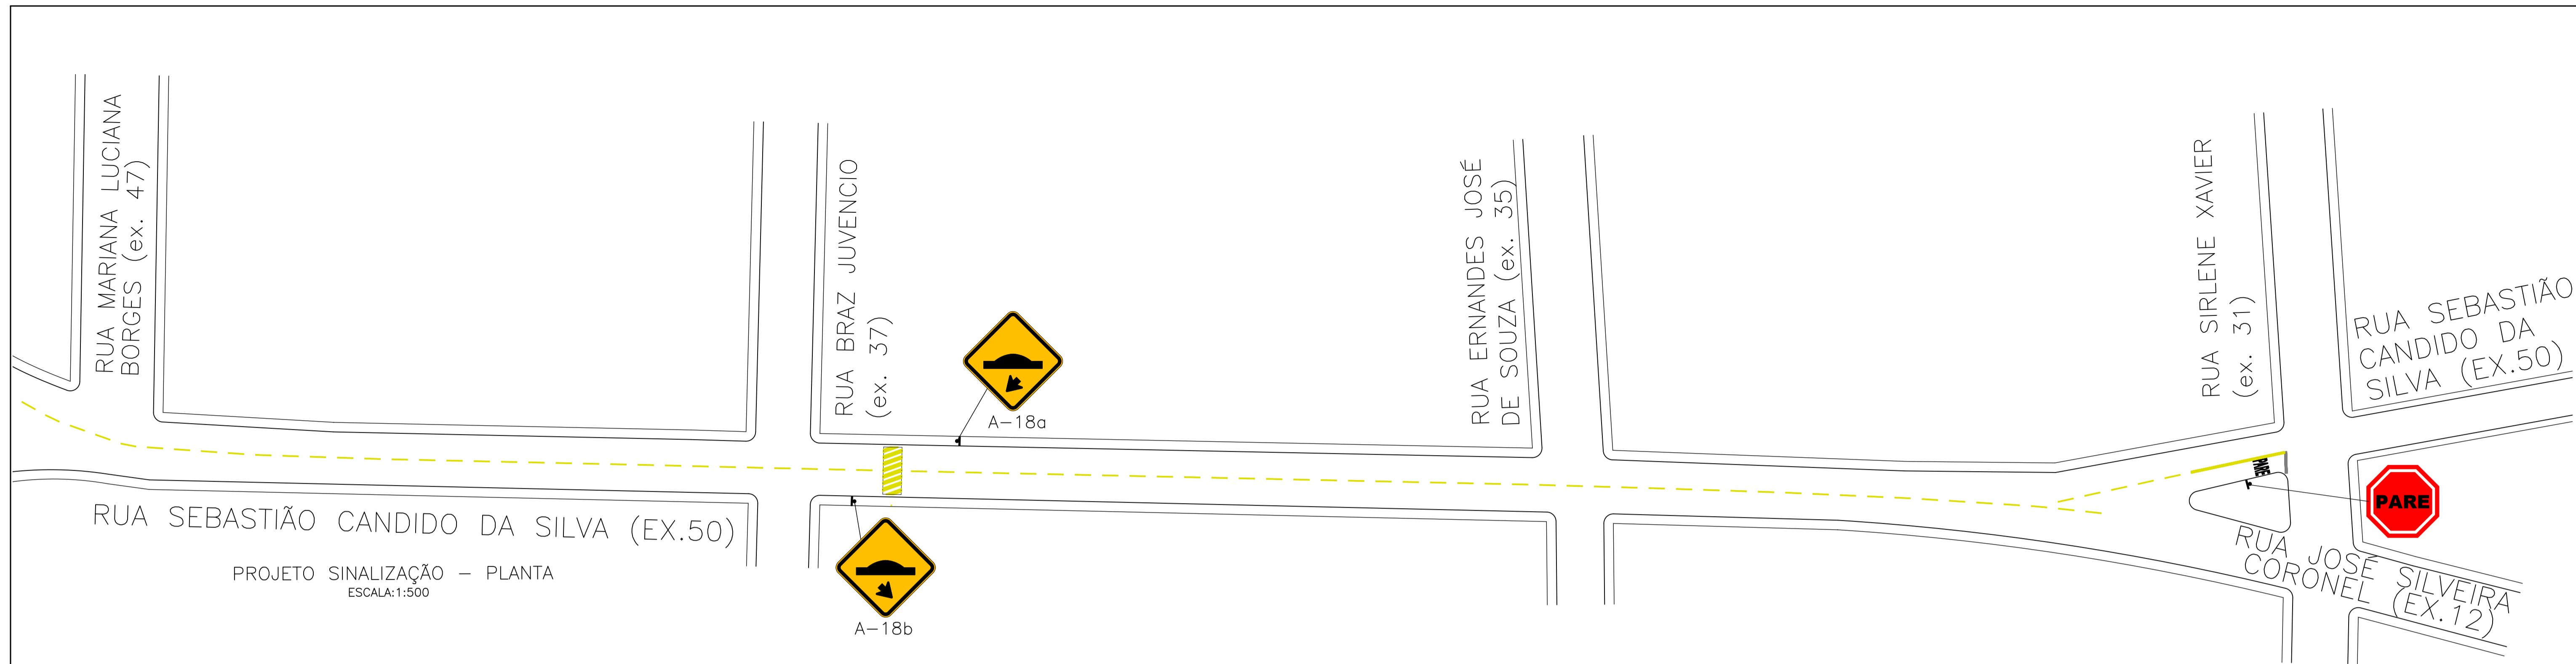 RUA MARIANA LUCIANA
BORGES (ex. 47)
RUA BRAZ JUVENCIO
(ex. 37)
A-18a
RUA ERNANDES JOSÉ
DE SOUZA (ex. 35)
RUA SIRLENE XAVIER
(ex. 31)
RUA SEBASTIÃO
CANDIDO DA
SILVA (EX.50)
PARE
PARE
RUA SEBASTIÃO CANDIDO DA SILVA (EX.50)
RUA JOSÉ SILVEIRA
CORONEL (EX.12)
PROJETO SINALIZAÇÃO - PLANTA
ESCALA:1:500
A-18b